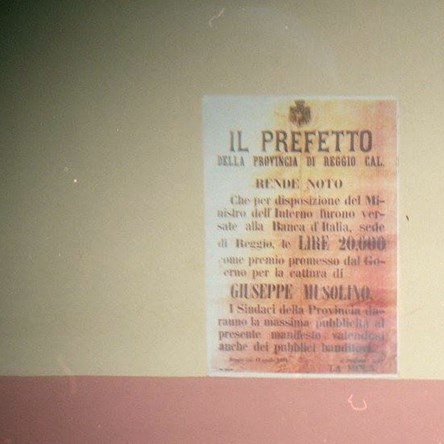 IL PREFETTO
DELLA PROVINCIA DI REGGIO CAL.
RENDE NOTO
Che per disposizione del Mi-
nistro dell'Interno furono ver-
sate alla Banca d'Italia, sede
di Reggio, le LIRE 20,000
come premio promesso dal Go-
verno per la cattura di
GIUSEPPE MUSOLINO.
I Sindaci della Provincia da-
ranno la massima pubblicità al
presente manifesto valendosi
anche dei pubblici banditori.